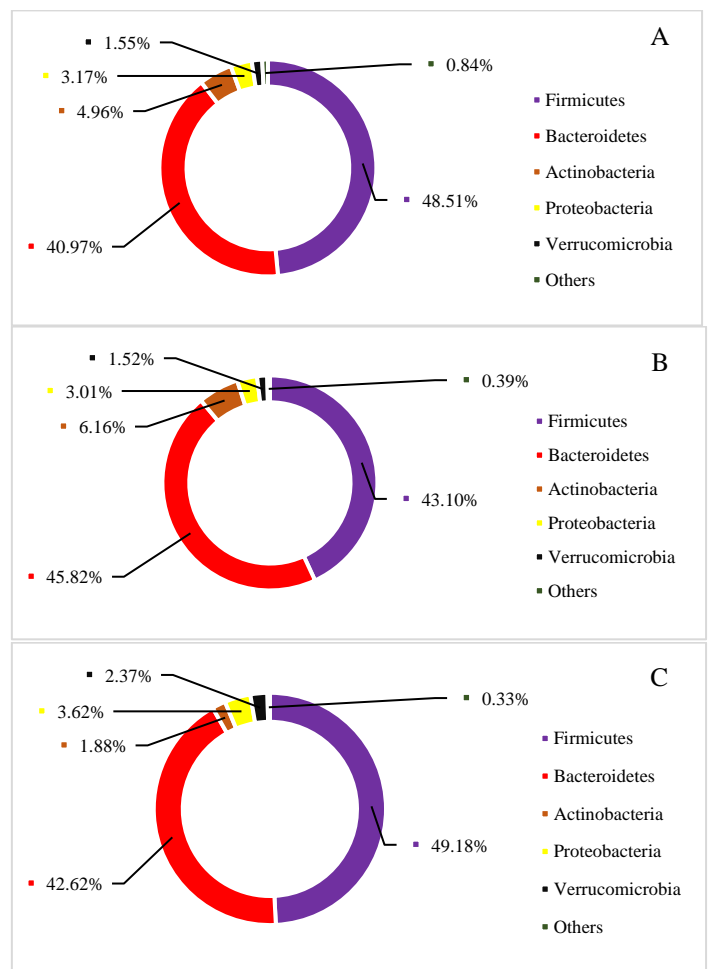 A
1.55%
0.84%
3.17%
4.96%
Firmicutes
Bacteroidetes
Actinobacteria
Proteobacteria
48.51%
Verrucomicrobia
40.97%
Others
B
1.52%
0.39%
3.01%
6.16%
Firmicutes
Bacteroidetes
Actinobacteria
43.10%
Proteobacteria
Verrucomicrobia
45.82%
Others
C
2.37%
0.33%
3.62%
1.88%
Firmicutes
Bacteroidetes
Actinobacteria
49.18%
Proteobacteria
42.62%
Verrucomicrobia
Others